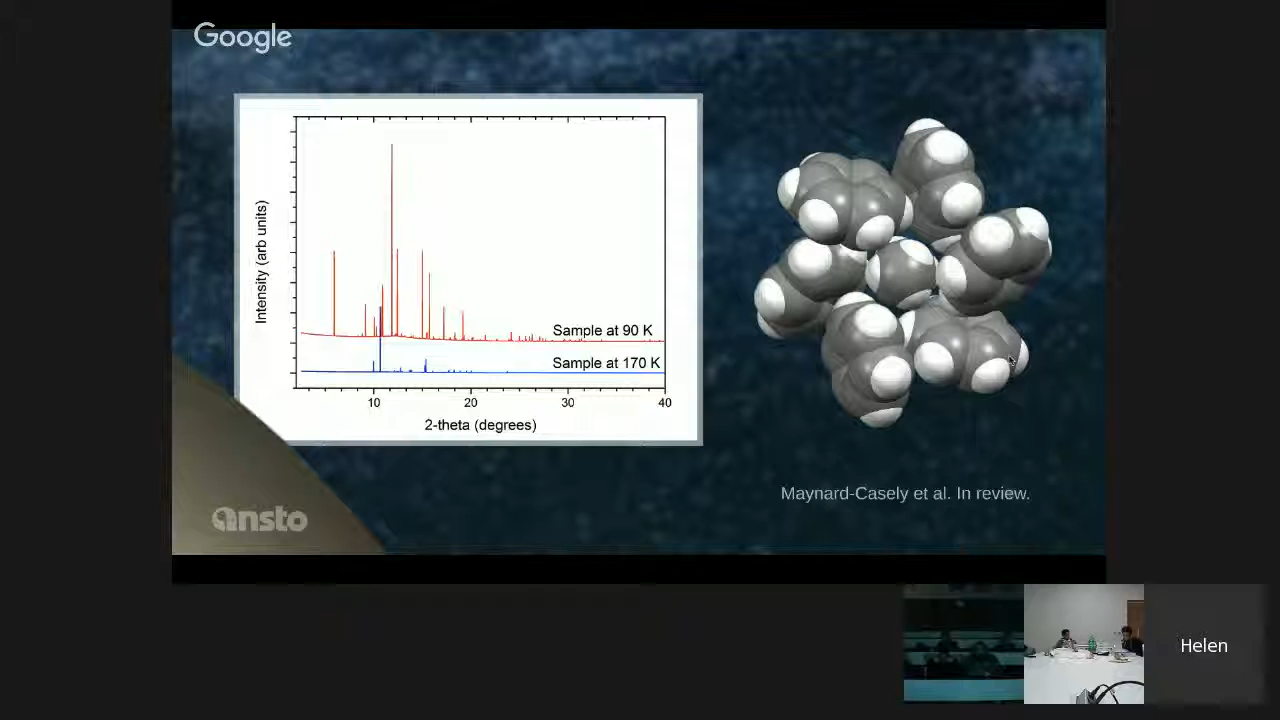 Google
Intensity (arb units)
Sample at 90 K
Sample at 170 K
10 20 30 40
2-theta (degrees)
Maynard-Casely et al. In review.
ansto
Helen